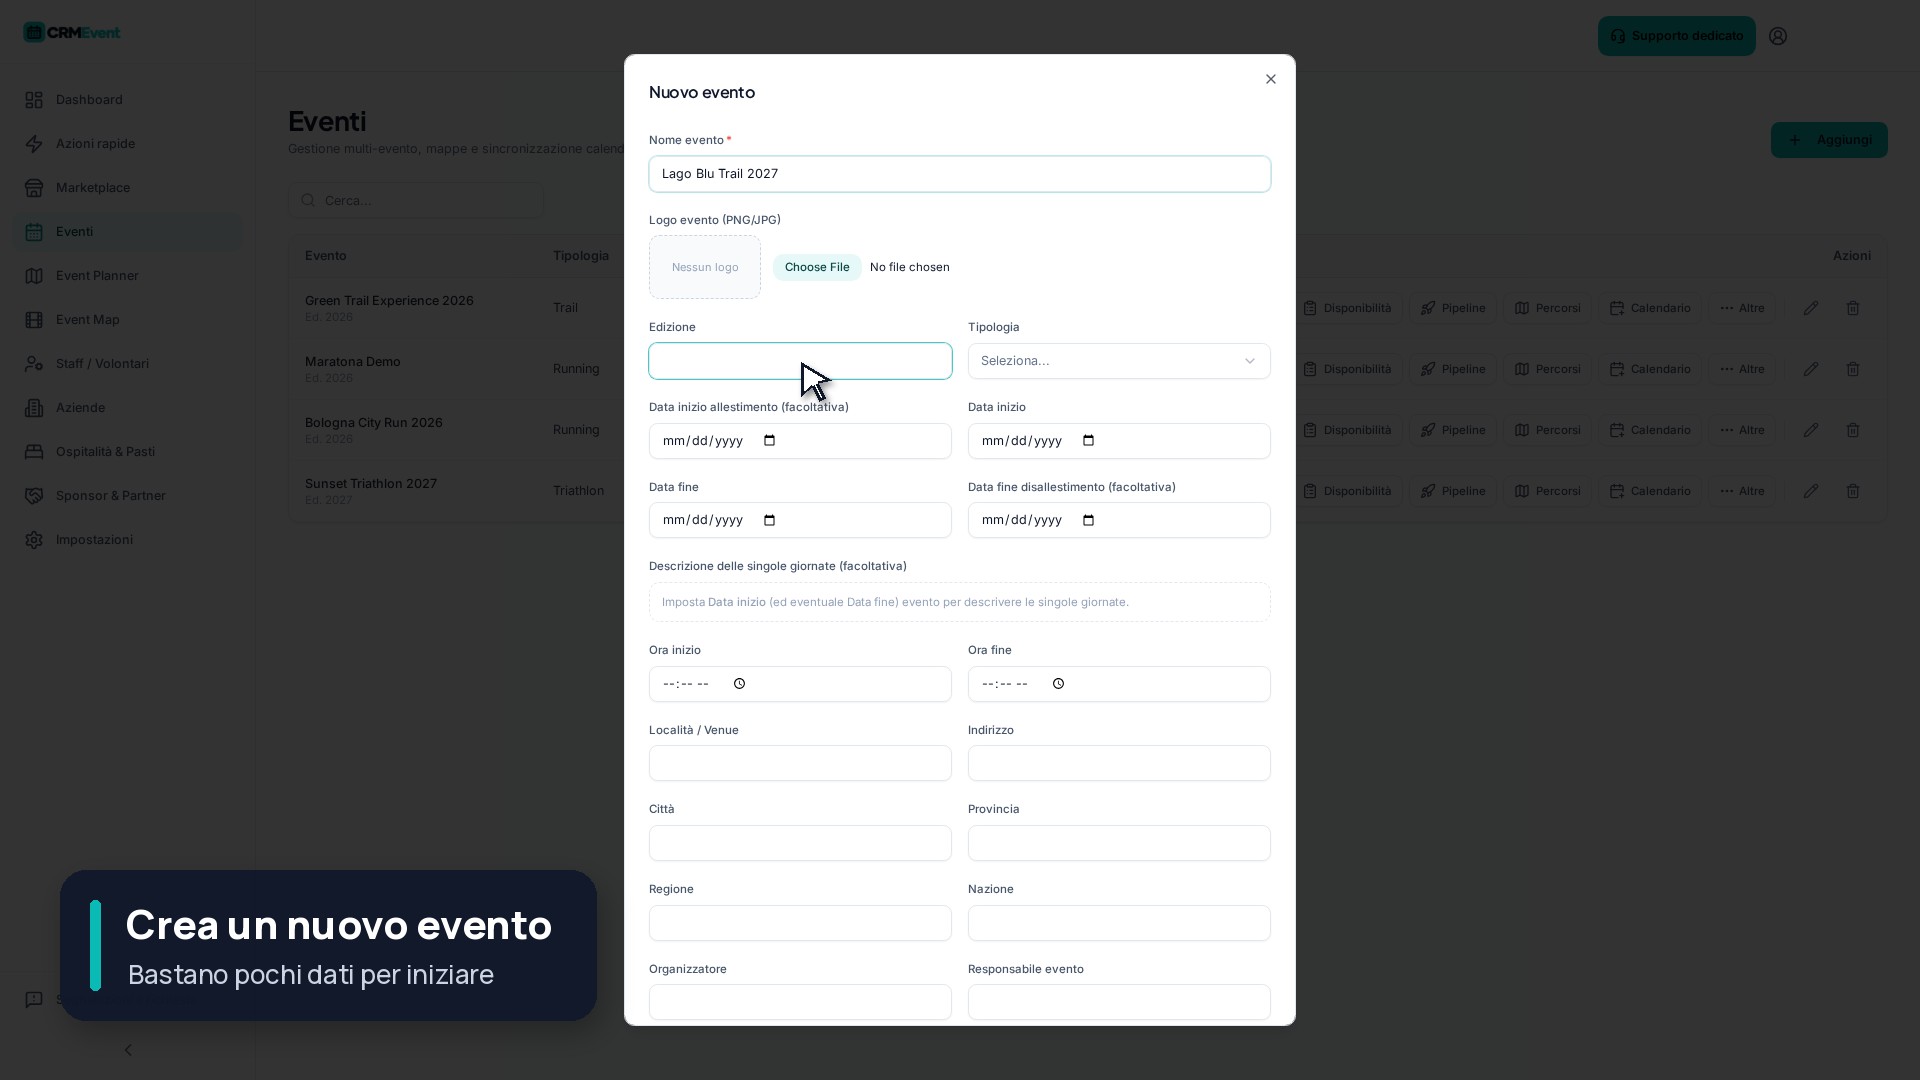 CRMEvent
Supporto dedicato
Dashboard
Azioni rapide
Marketplace
Eventi
Event Planner
Event Map
Staff / Volontari
Aziende
Ospitalità & Pasti
Sponsor & Partner
Impostazioni
Eventi
Gestione multi-evento, mappe e sincronizzazione calend
Aggiungi
Cerca...
Evento Tipologia Azioni
Green Trail Experience 2026 Trail Disponibilità Pipeline Percorsi Calendario Altre
Ed. 2026
Maratona Demo Running Disponibilità Pipeline Percorsi Calendario Altre
Ed. 2026
Bologna City Run 2026 Running Disponibilità Pipeline Percorsi Calendario Altre
Ed. 2026
Sunset Triathlon 2027 Triathlon Disponibilità Pipeline Percorsi Calendario Altre
Ed. 2027
Nuovo evento
Nome evento *
Lago Blu Trail 2027
Logo evento (PNG/JPG)
Nessun logo Choose File No file chosen
Edizione Tipologia
Seleziona...
Data inizio allestimento (facoltativa) Data inizio
mm/dd/yyyy mm/dd/yyyy
Data fine Data fine disallestimento (facoltativa)
mm/dd/yyyy mm/dd/yyyy
Descrizione delle singole giornate (facoltativa)
Imposta Data inizio (ed eventuale Data fine) evento per descrivere le singole giornate.
Ora inizio Ora fine
--:-- -- --:-- --
Località / Venue Indirizzo
Città Provincia
Regione Nazione
Organizzatore Responsabile evento
Crea un nuovo evento
Bastano pochi dati per iniziare